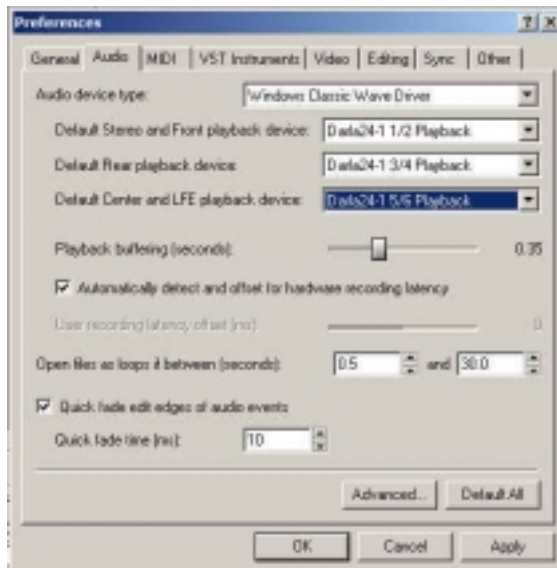 Preferences
General Audio MIDI VST Instruments Video Editing Sync Other
Audio device type: Windows Classic Wave Driver
Default Stereo and Front playback device: Darla24-1 1/2 Playback
Default Rear playback device: Darla24-1 3/4 Playback
Default Center and LFE playback device: Darla24-1 5/6 Playback
Playback buffering (seconds): 0.35
Automatically detect and offset for hardware recording latency
User recording latency offset (ms): 0
Open files as loops if between (seconds): 0.5 and 30.0
Quick fade edit edges of audio events
Quick fade time (ms): 10
Advanced... Default All
OK Cancel Apply